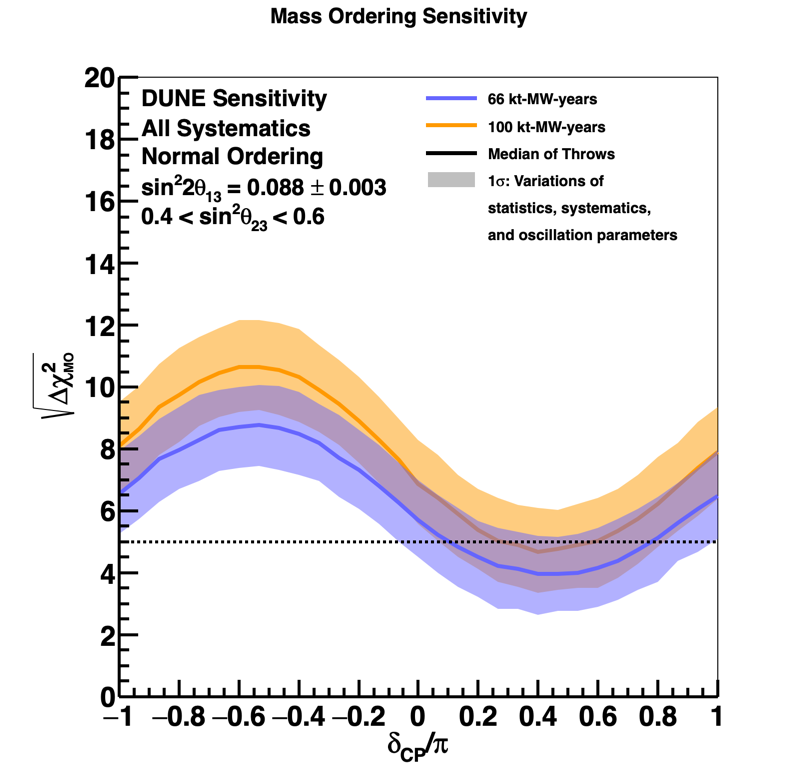 Mass Ordering Sensitivity
DUNE Sensitivity
All Systematics
Normal Ordering
sin²2θ₁₃ = 0.088 ± 0.003
0.4 < sin²θ₂₃ < 0.6
66 kt-MW-years
100 kt-MW-years
Median of Throws
1σ: Variations of
statistics, systematics,
and oscillation parameters
√Δχ²MO
20
18
16
14
12
10
8
6
4
2
0
−1 −0.8 −0.6 −0.4 −0.2 0 0.2 0.4 0.6 0.8 1
δCP/π